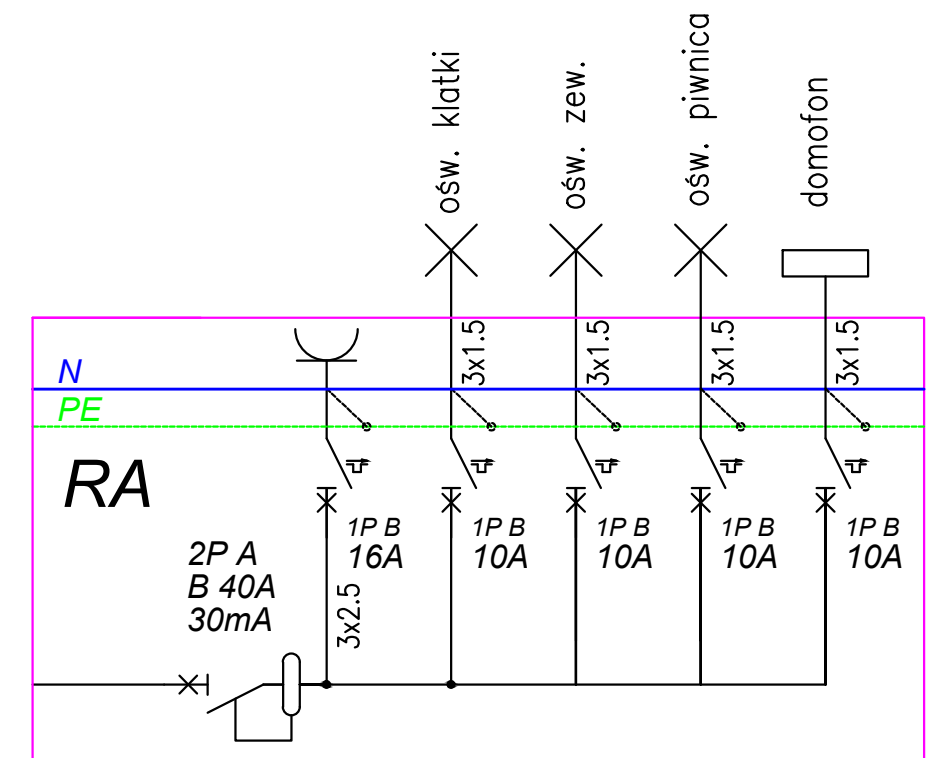 ośw. klatki
ośw. zew.
ośw. piwnica
domofon
3x1.5
3x1.5
3x1.5
3x1.5
N
PE
RA
1P B
16A
1P B
10A
1P B
10A
1P B
10A
1P B
10A
2P A
B 40A
30mA
3x2.5